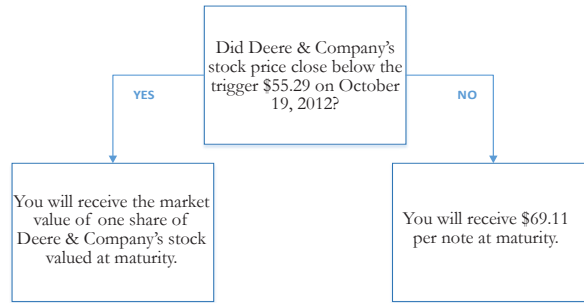 Did Deere & Company's
stock price close below the
trigger $55.29 on October
19, 2012?
YES
NO
You will receive the market
value of one share of
Deere & Company's stock
valued at maturity.
You will receive $69.11
per note at maturity.